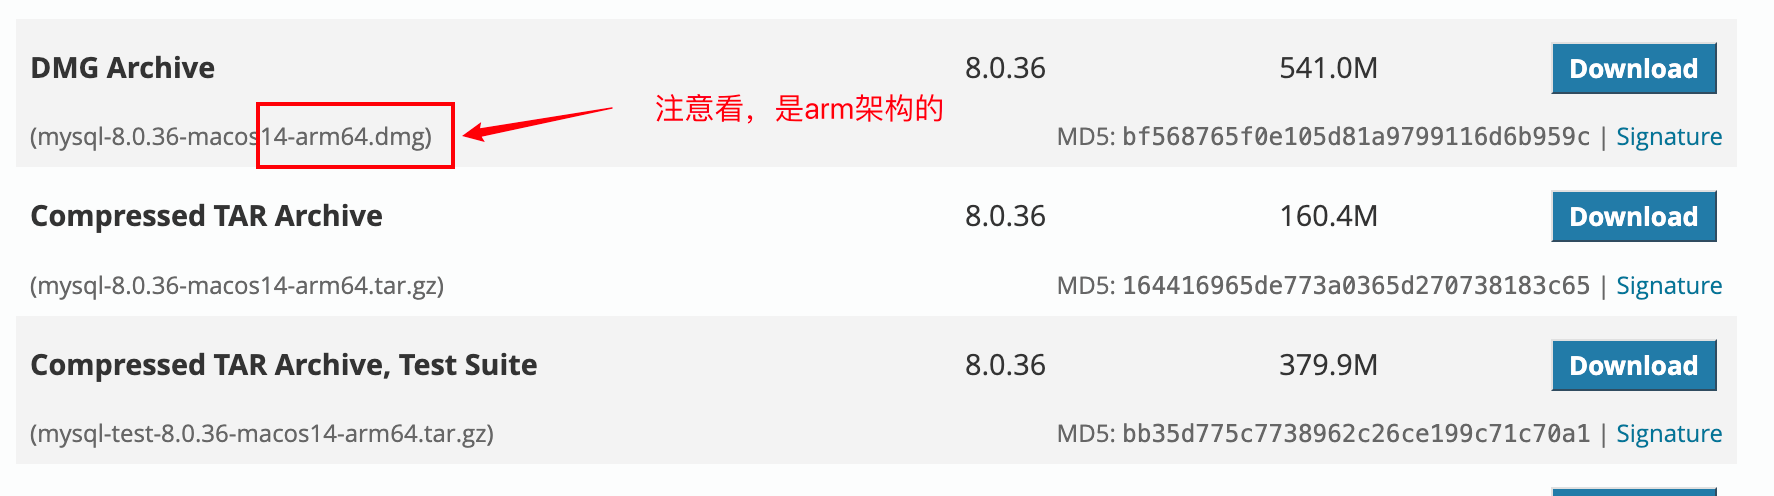 DMG Archive 8.0.36 541.0M Download
注意看，是arm架构的
(mysql-8.0.36-macos14-arm64.dmg) MD5: bf568765f0e105d81a9799116d6b959c | Signature
Compressed TAR Archive 8.0.36 160.4M Download
(mysql-8.0.36-macos14-arm64.tar.gz) MD5: 164416965de773a0365d270738183c65 | Signature
Compressed TAR Archive, Test Suite 8.0.36 379.9M Download
(mysql-test-8.0.36-macos14-arm64.tar.gz) MD5: bb35d775c7738962c26ce199c71c70a1 | Signature